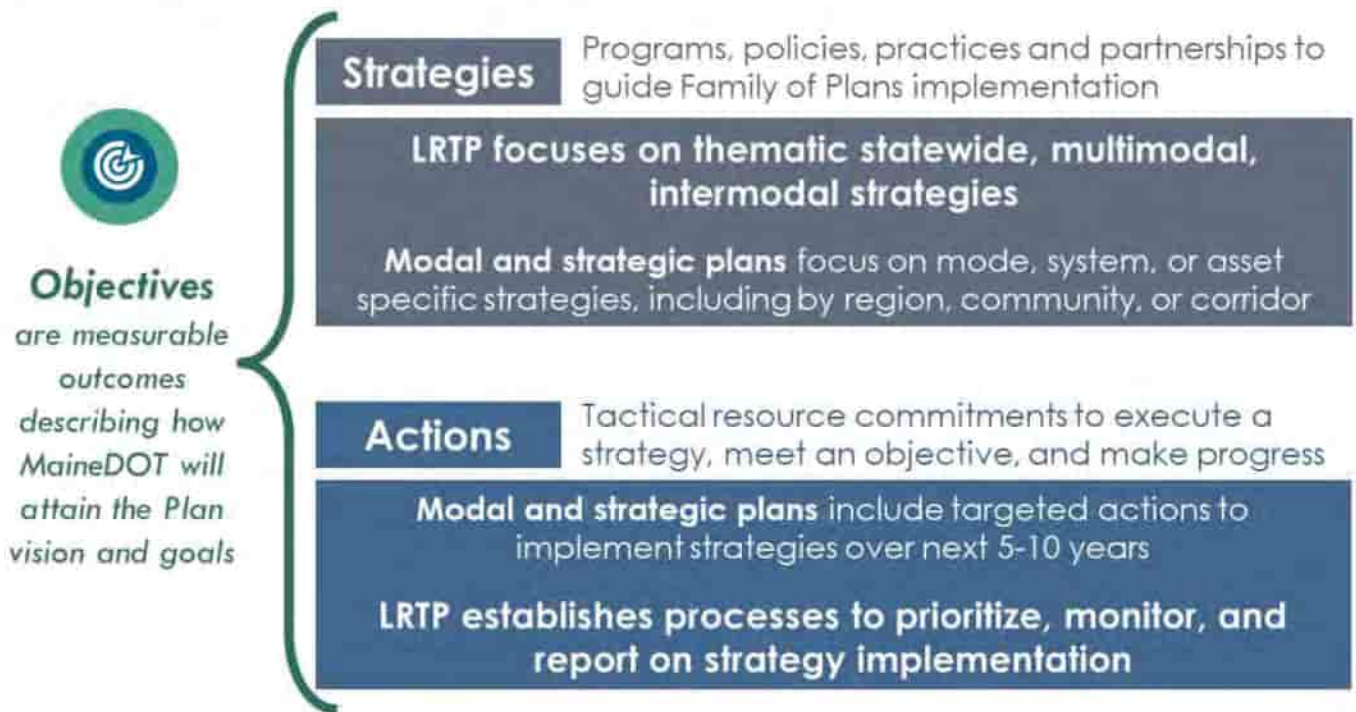 Objectives
are measurable
outcomes
describing how
MaineDOT will
attain the Plan
vision and goals
Strategies
Programs, policies, practices and partnerships to
guide Family of Plans implementation
LRTP focuses on thematic statewide, multimodal,
intermodal strategies
Modal and strategic plans focus on mode, system, or asset
specific strategies, including by region, community, or corridor
Actions
Tactical resource commitments to execute a
strategy, meet an objective, and make progress
Modal and strategic plans include targeted actions to
implement strategies over next 5-10 years
LRTP establishes processes to prioritize, monitor, and
report on strategy implementation